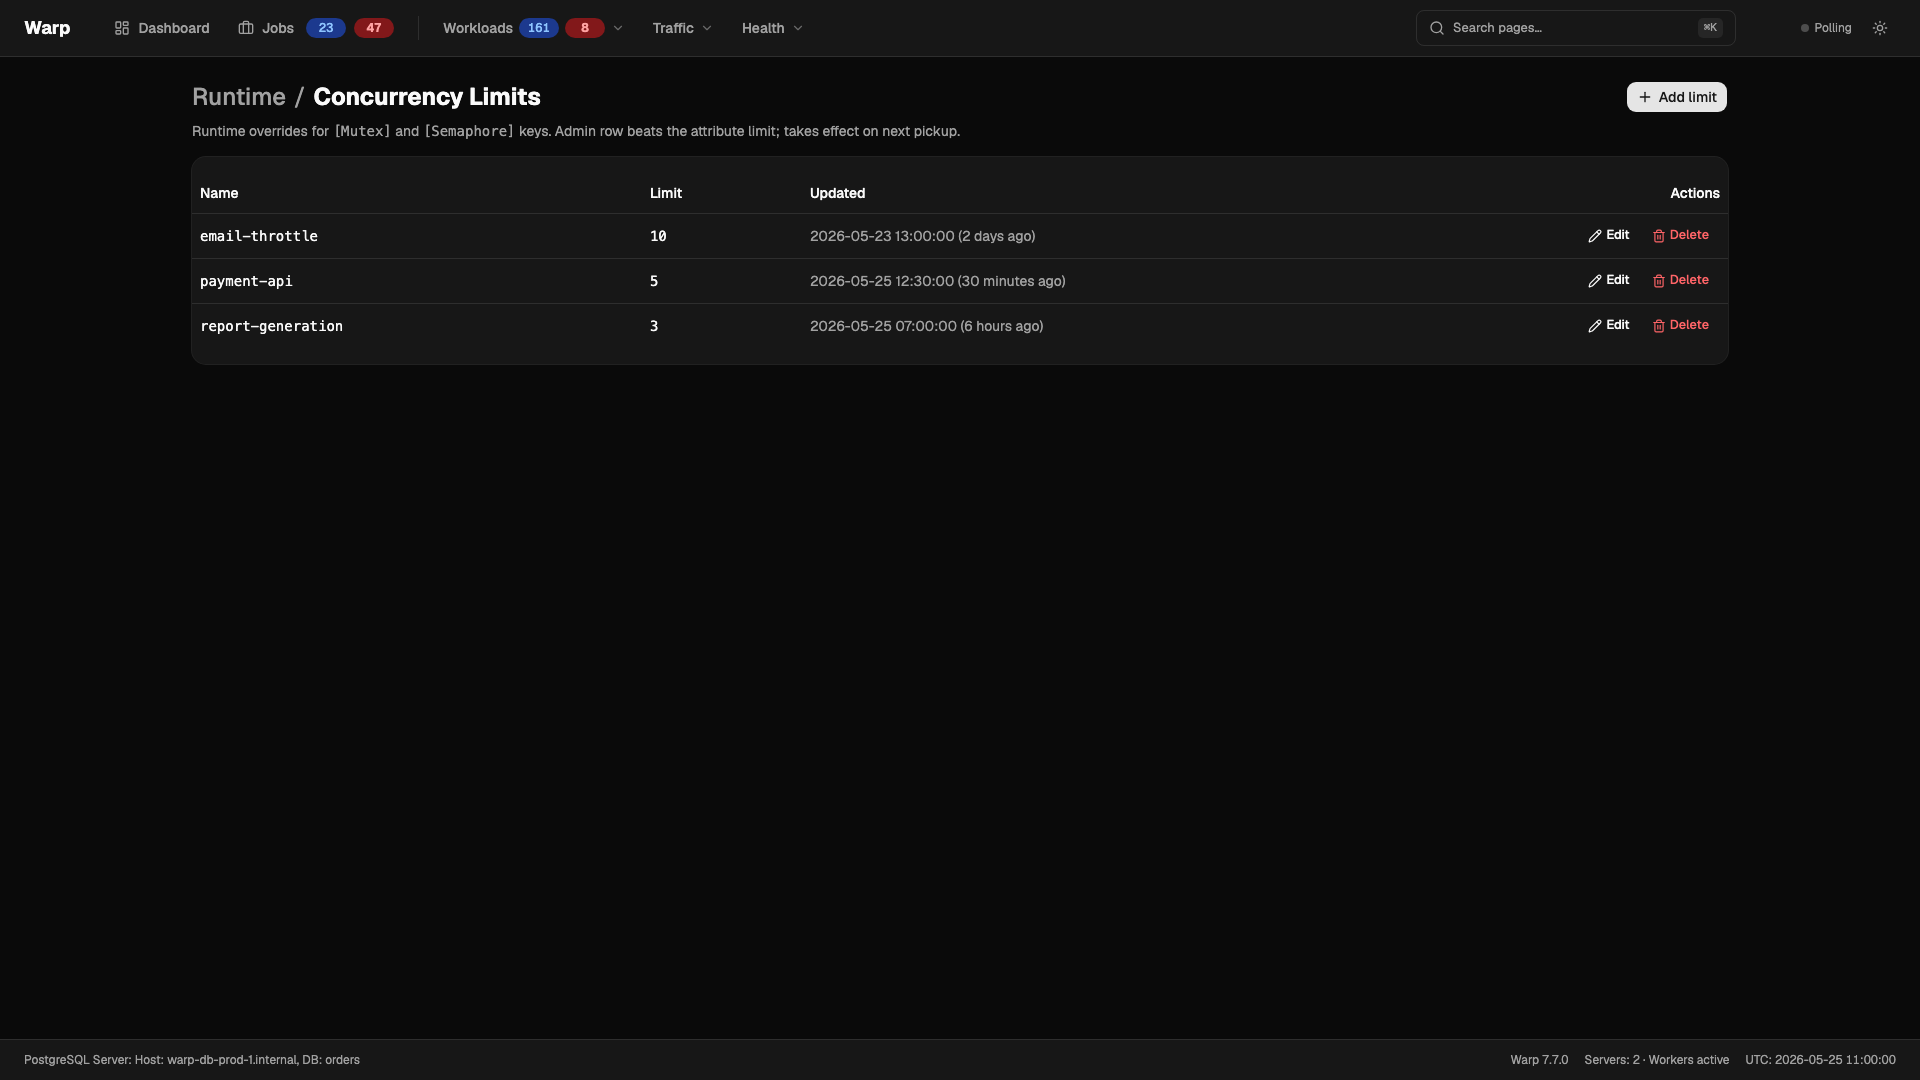 Warp Dashboard Jobs 23 47 Workloads 161 8 Traffic Health Search pages... ⌘K Polling
Runtime / Concurrency Limits
+ Add limit
Runtime overrides for [Mutex] and [Semaphore] keys. Admin row beats the attribute limit; takes effect on next pickup.
Name Limit Updated Actions
email-throttle 10 2026-05-23 13:00:00 (2 days ago) Edit Delete
payment-api 5 2026-05-25 12:30:00 (30 minutes ago) Edit Delete
report-generation 3 2026-05-25 07:00:00 (6 hours ago) Edit Delete
PostgreSQL Server: Host: warp-db-prod-1.internal, DB: orders Warp 7.7.0 Servers: 2 · Workers active UTC: 2026-05-25 11:00:00